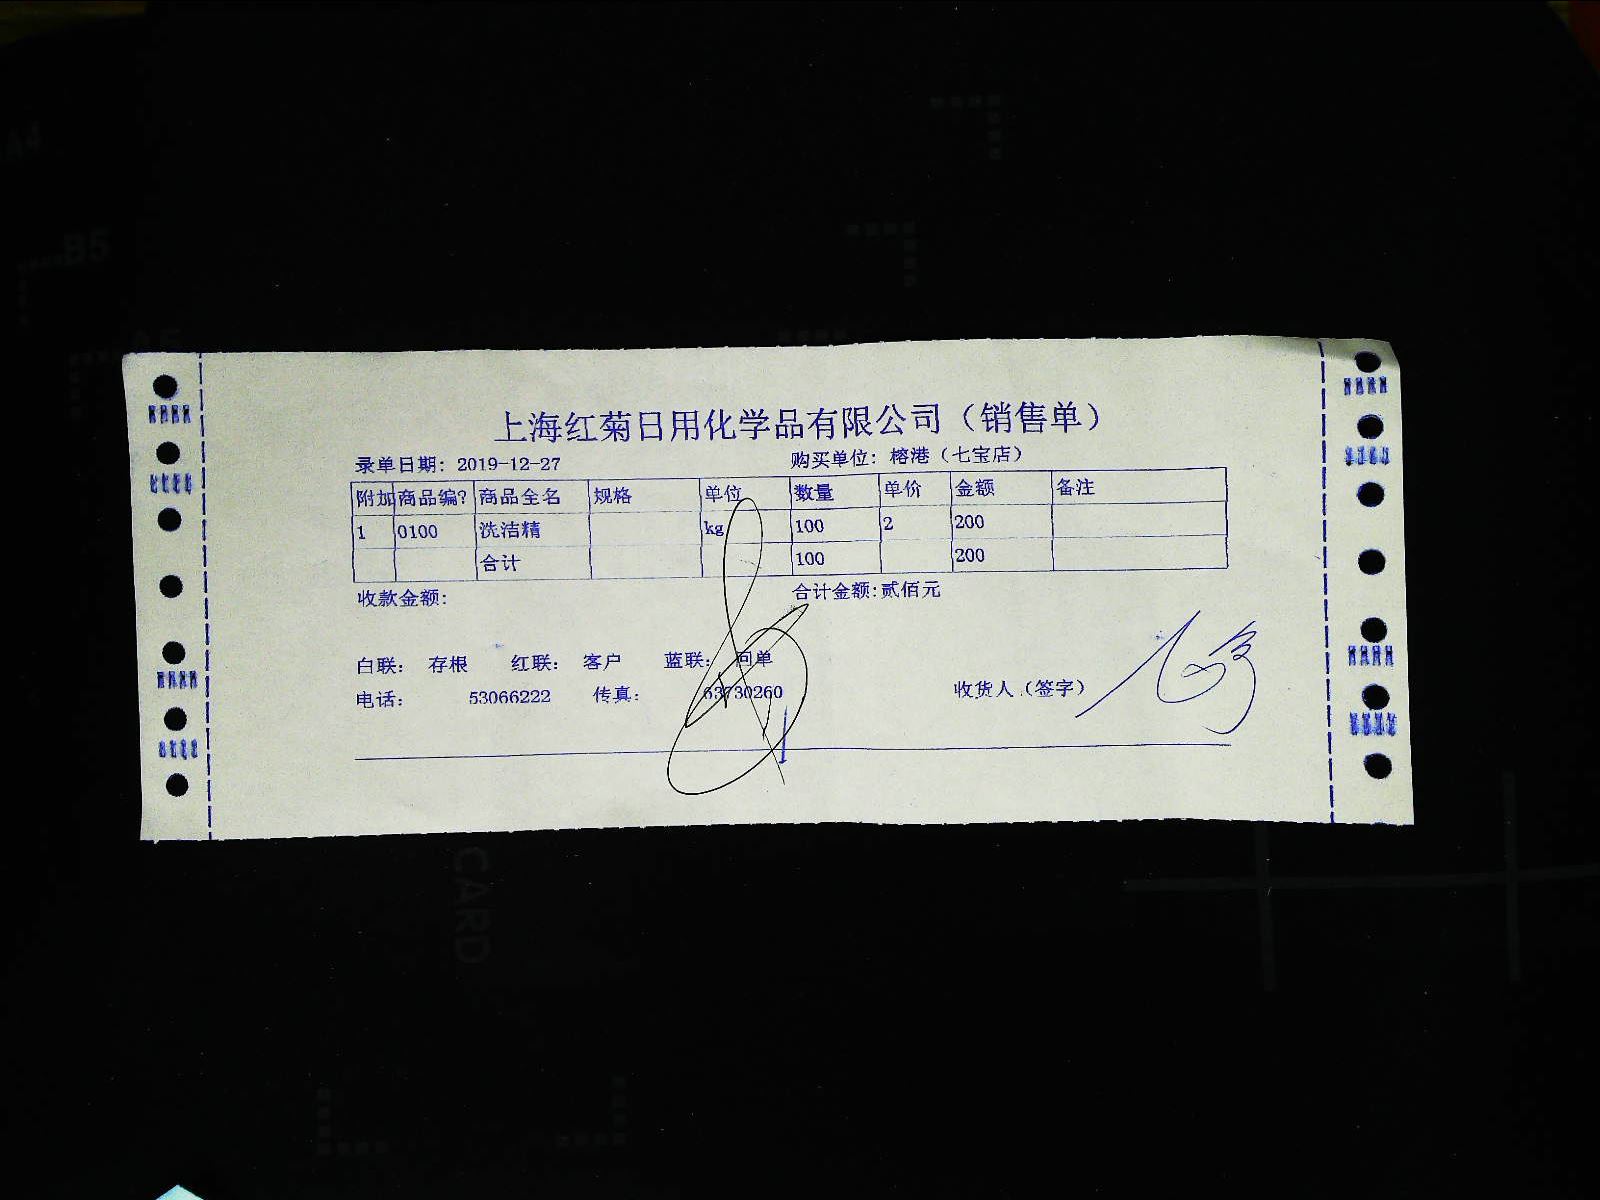 上海红菊日用化学品有限公司（销售单）
录单日期：2019-12-27 购买单位：榕港（七宝店）
附加 商品编? 商品全名 规格 单位 数量 单价 金额 备注
1 0100 洗洁精 kg 100 2 200
合计 100 200
收款金额: 合计金额:贰佰元
白联： 存根 红联： 客户 蓝联： 回单
电话： 53066222 传真： 63730260 收货人（签字）
A4
B5
A5
CARD